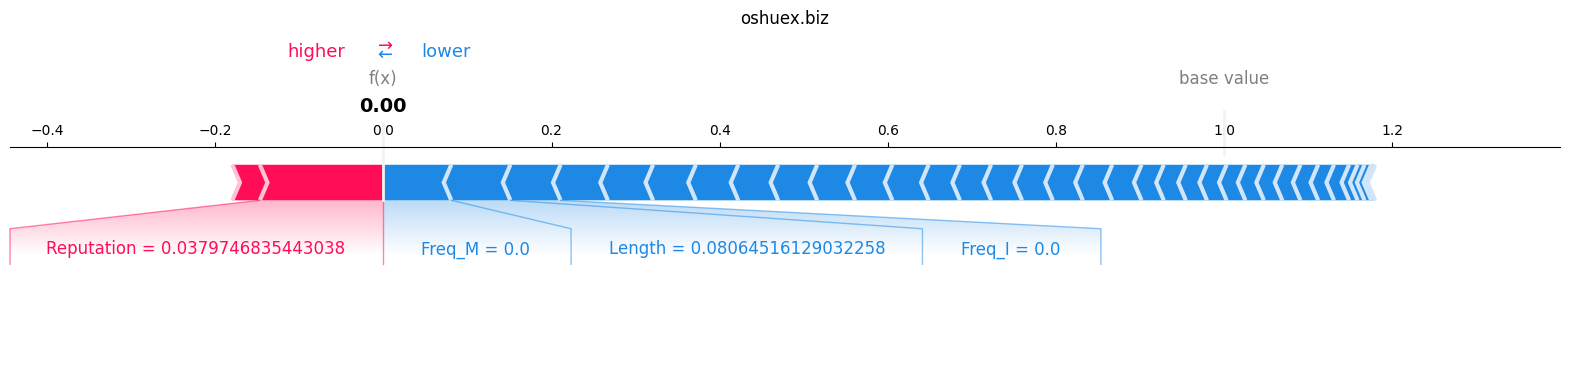 oshuex.biz
higher ⇄ lower
f(x) base value
0.00
−0.4 −0.2 0.0 0.2 0.4 0.6 0.8 1.0 1.2
Reputation = 0.0379746835443038 Freq_M = 0.0 Length = 0.08064516129032258 Freq_I = 0.0